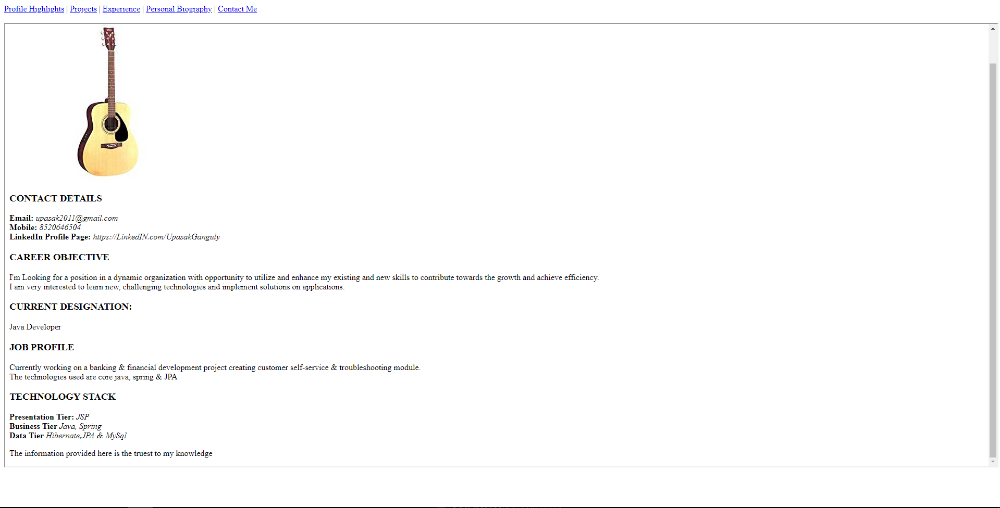 Profile Highlights | Projects | Experience | Personal Biography | Contact Me
CONTACT DETAILS
Email: upasak2011@gmail.com
Mobile: 8520646504
LinkedIn Profile Page: https://LinkedIN.com/UpasakGanguly
CAREER OBJECTIVE
I'm Looking for a position in a dynamic organization with opportunity to utilize and enhance my existing and new skills to contribute towards the growth and achieve efficiency.
I am very interested to learn new, challenging technologies and implement solutions on applications.
CURRENT DESIGNATION:
Java Developer
JOB PROFILE
Currently working on a banking & financial development project creating customer self-service & troubleshooting module.
The technologies used are core java, spring & JPA
TECHNOLOGY STACK
Presentation Tier: JSP
Business Tier Java, Spring
Data Tier Hibernate,JPA & MySql
The information provided here is the truest to my knowledge